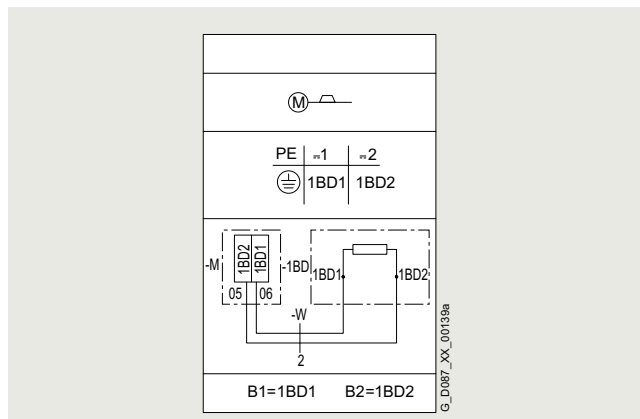 M
PE ⎓1 ⎓2
1BD1 1BD2
-M 1BD2 1BD1 -1BD 1BD1 1BD2
05 06
-W
2
B1=1BD1 B2=1BD2
G_D087_XX_00139a